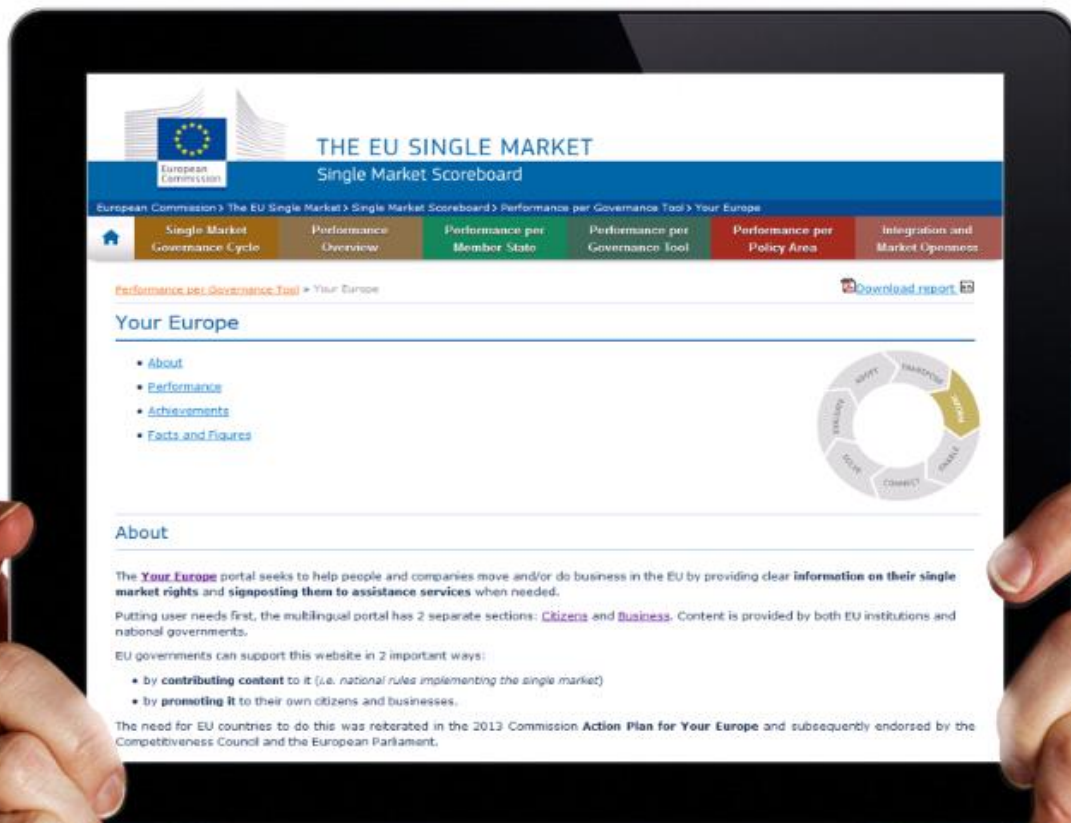 THE EU SINGLE MARKET
European
Commission
Single Market Scoreboard
European Commission > The EU Single Market > Single Market Scoreboard > Performance per Governance Tool > Your Europe
Single Market
Governance Cycle
Performance
Overview
Performance per
Member State
Performance per
Governance Tool
Performance per
Policy Area
Integration and
Market Openness
Performance per Governance Tool » Your Europe
Download report
Your Europe
• About
• Performance
• Achievements
• Facts and Figures
ADOPT
TRANSPOSE
INFORM
ENABLE
CONNECT
SOLVE
About
The Your Europe portal seeks to help people and companies move and/or do business in the EU by providing clear information on their single
market rights and signposting them to assistance services when needed.
Putting user needs first, the multilingual portal has 2 separate sections: Citizens and Business. Content is provided by both EU institutions and
national governments.
EU governments can support this website in 2 important ways:
• by contributing content to it (i.e. national rules implementing the single market)
• by promoting it to their own citizens and businesses.
The need for EU countries to do this was reiterated in the 2013 Commission Action Plan for Your Europe and subsequently endorsed by the
Competitiveness Council and the European Parliament.